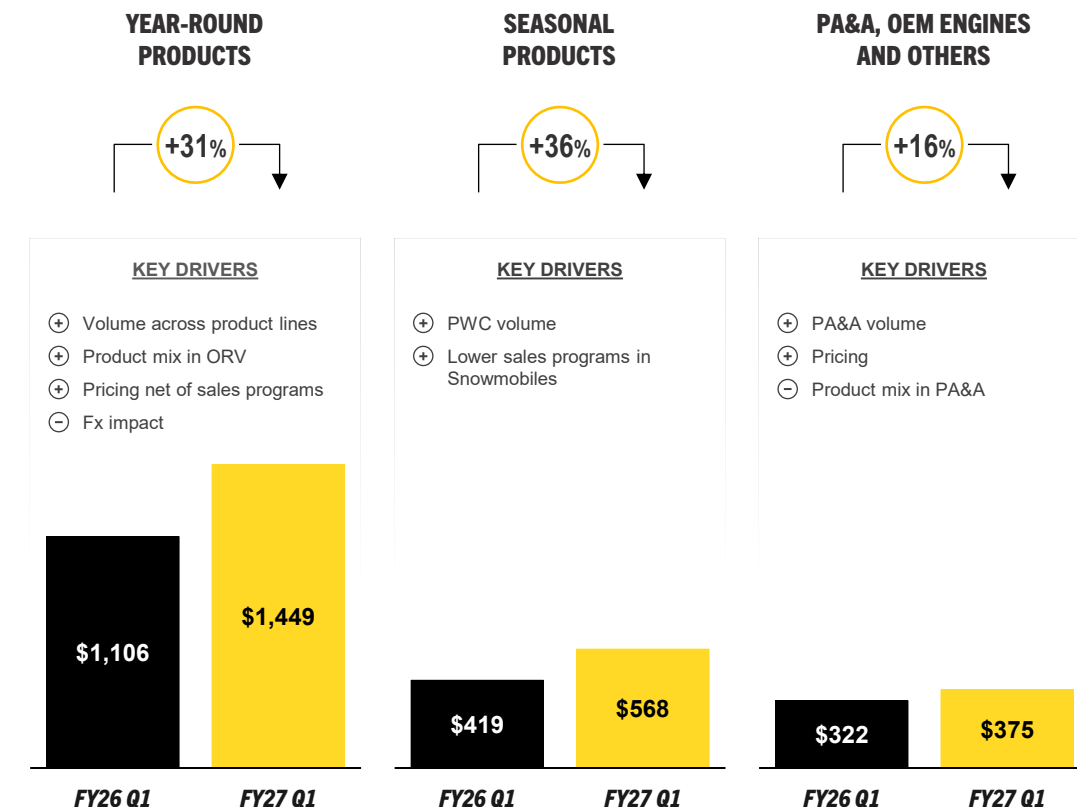 YEAR-ROUND
PRODUCTS
+31%
KEY DRIVERS
+ Volume across product lines
+ Product mix in ORV
+ Pricing net of sales programs
− Fx impact
$1,106
$1,449
FY26 Q1
FY27 Q1
SEASONAL
PRODUCTS
+36%
KEY DRIVERS
+ PWC volume
+ Lower sales programs in
Snowmobiles
$419
$568
FY26 Q1
FY27 Q1
PA&A, OEM ENGINES
AND OTHERS
+16%
KEY DRIVERS
+ PA&A volume
+ Pricing
− Product mix in PA&A
$322
$375
FY26 Q1
FY27 Q1